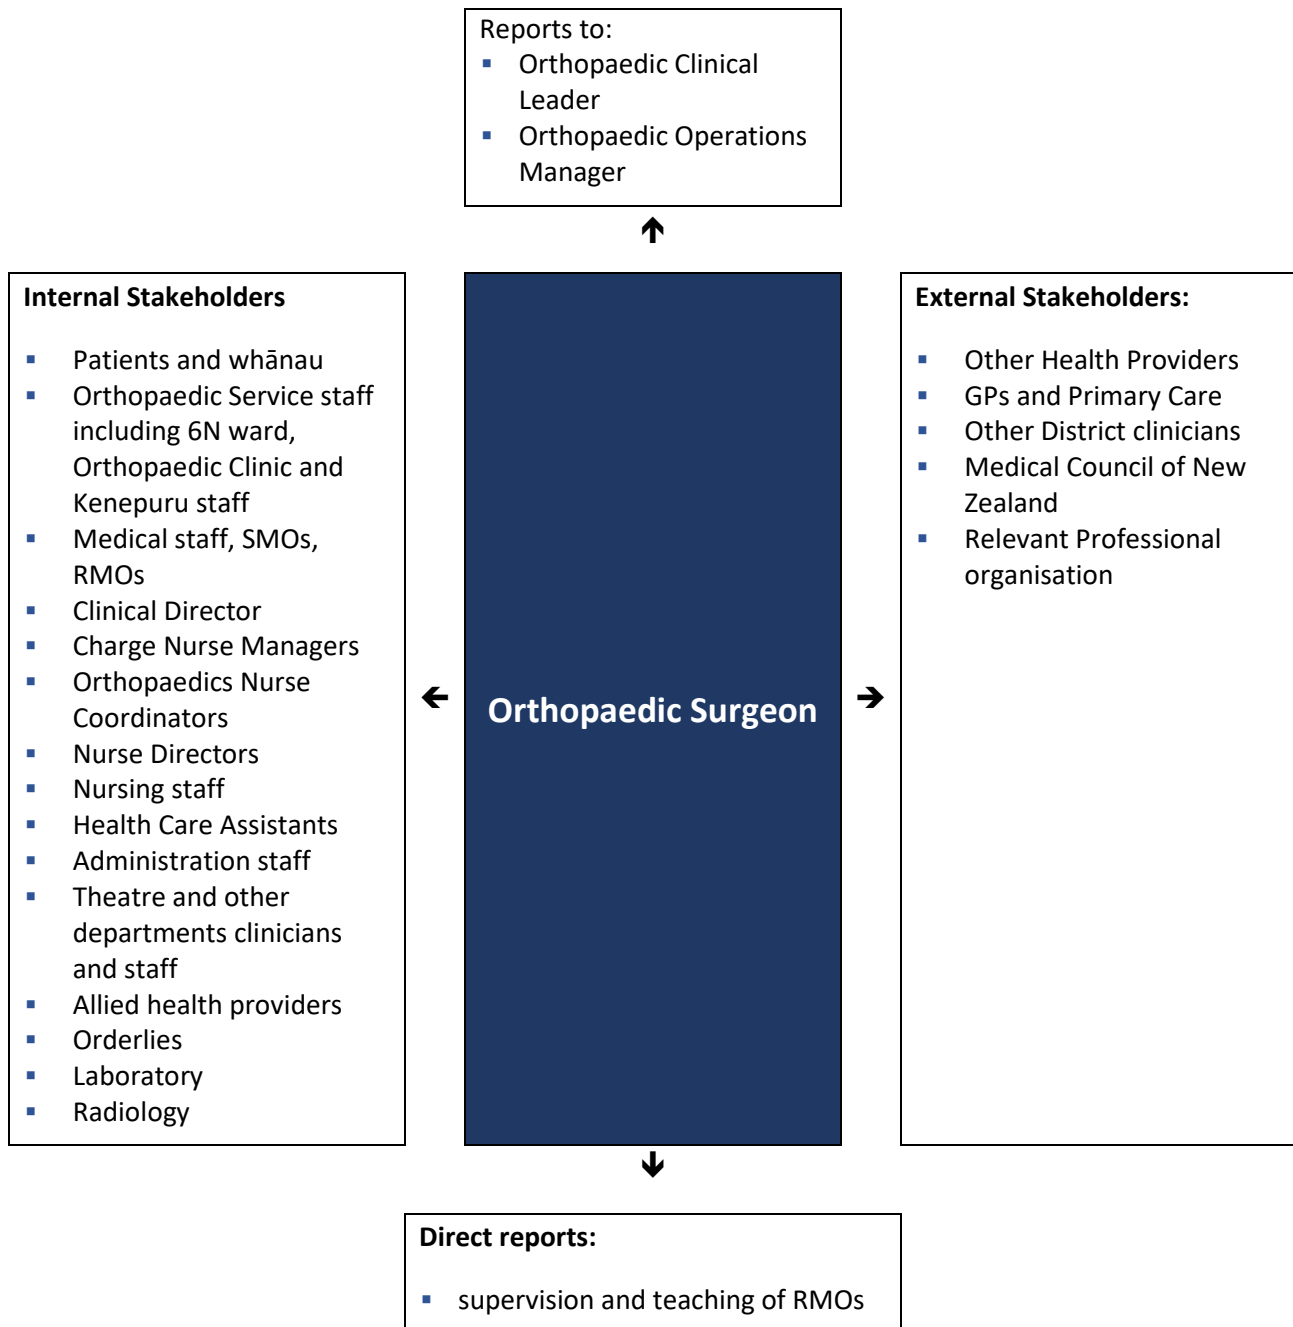 Reports to:
▪ Orthopaedic Clinical
Leader
▪ Orthopaedic Operations
Manager
Internal Stakeholders
▪ Patients and whānau
▪ Orthopaedic Service staff
including 6N ward,
Orthopaedic Clinic and
Kenepuru staff
▪ Medical staff, SMOs,
RMOs
▪ Clinical Director
▪ Charge Nurse Managers
▪ Orthopaedics Nurse
Coordinators
▪ Nurse Directors
▪ Nursing staff
▪ Health Care Assistants
▪ Administration staff
▪ Theatre and other
departments clinicians
and staff
▪ Allied health providers
▪ Orderlies
▪ Laboratory
▪ Radiology
Orthopaedic Surgeon
External Stakeholders:
▪ Other Health Providers
▪ GPs and Primary Care
▪ Other District clinicians
▪ Medical Council of New
Zealand
▪ Relevant Professional
organisation
Direct reports:
▪ supervision and teaching of RMOs